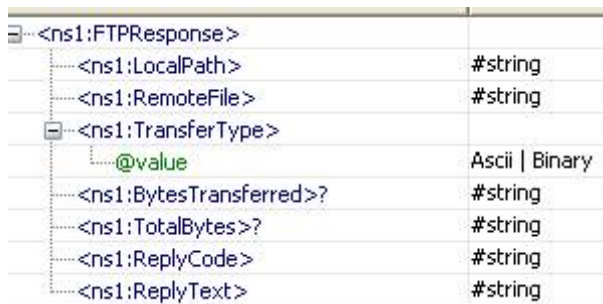 <ns1:FTPResponse>
<ns1:LocalPath> #string
<ns1:RemoteFile> #string
<ns1:TransferType>
@value Ascii | Binary
<ns1:BytesTransferred>? #string
<ns1:TotalBytes>? #string
<ns1:ReplyCode> #string
<ns1:ReplyText> #string